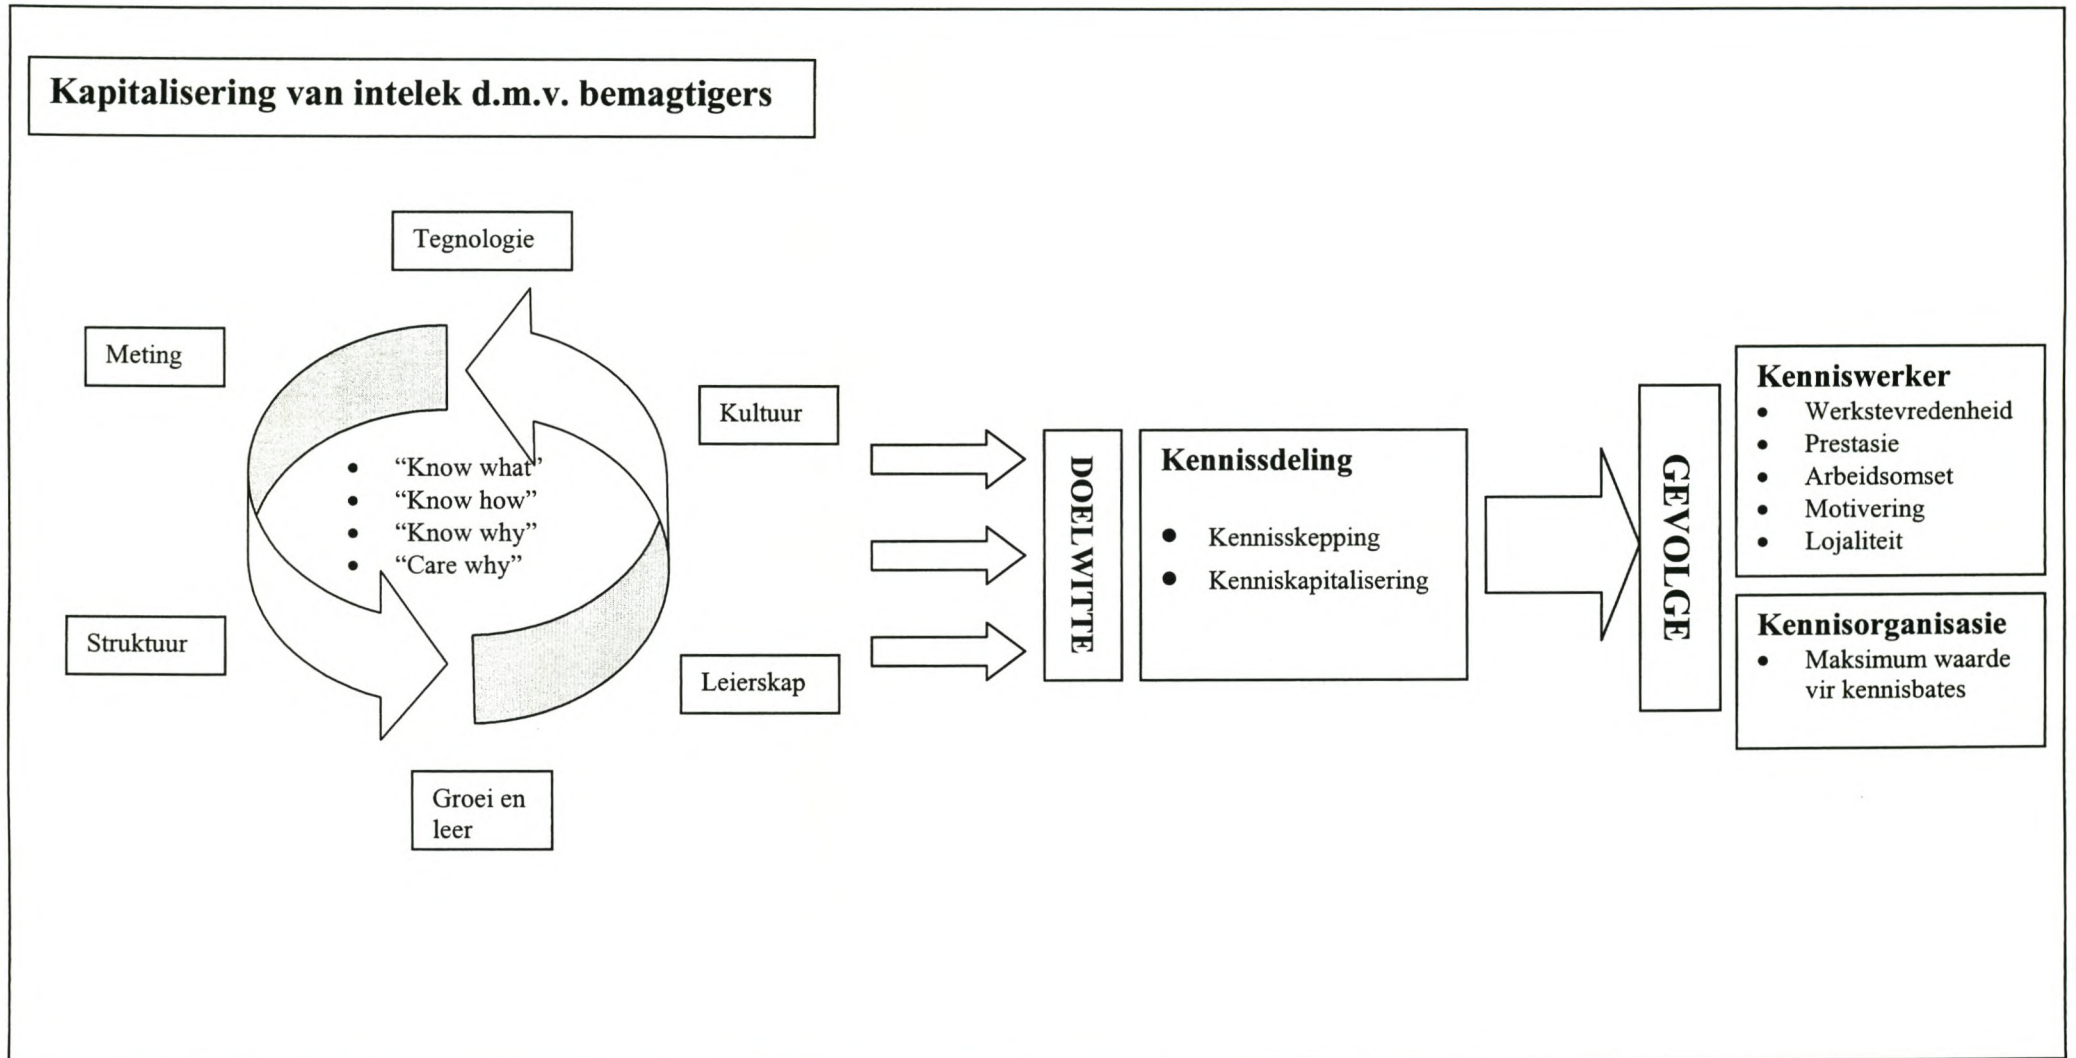 Kapitalisering van intelek d.m.v. bemagtigers
Tegnologie
Meting
Kultuur
• “Know what”
• “Know how”
• “Know why”
• “Care why”
Struktuur
Leierskap
Groei en
leer
DOELWITTE
Kennissdeling
• Kennisskepping
• Kenniskapitalisering
GEVOLGE
Kenniswerker
• Werkstevredenheid
• Prestasie
• Arbeidsomset
• Motivering
• Lojaliteit
Kennisorganisasie
• Maksimum waarde
vir kennisbates